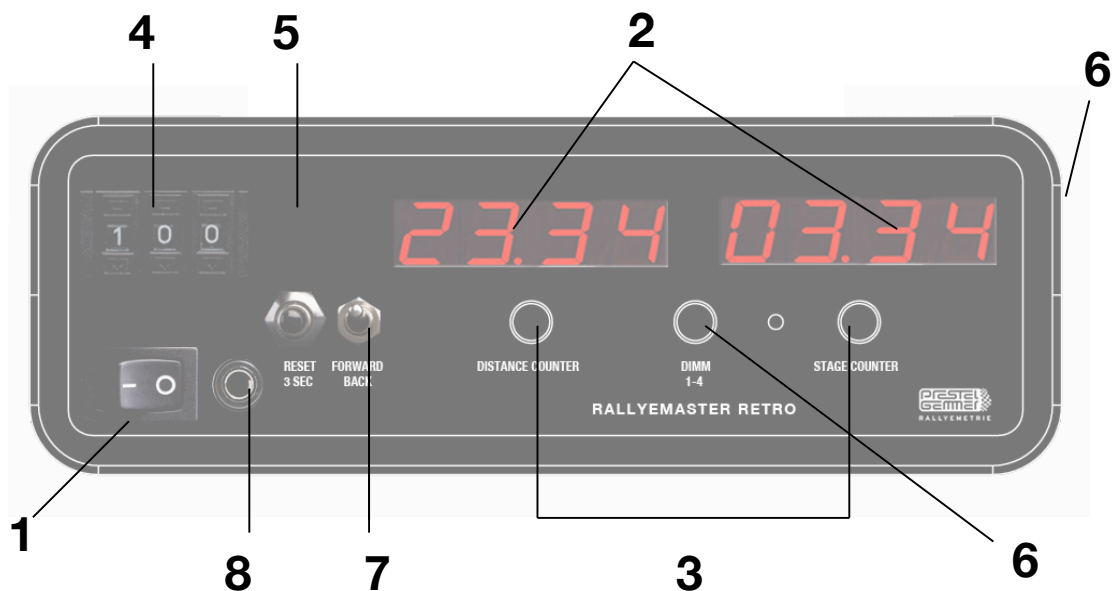 4 5 2
6
1 0 0
23.34 03.34
RESET
3 SEC
FORWARD
BACK
DISTANCE COUNTER
DIMM
1-4
STAGE COUNTER
– O
RALLYEMASTER RETRO
PRESTEL
GEMMEL
RALLYEMETRIE
1
8 7 3 6